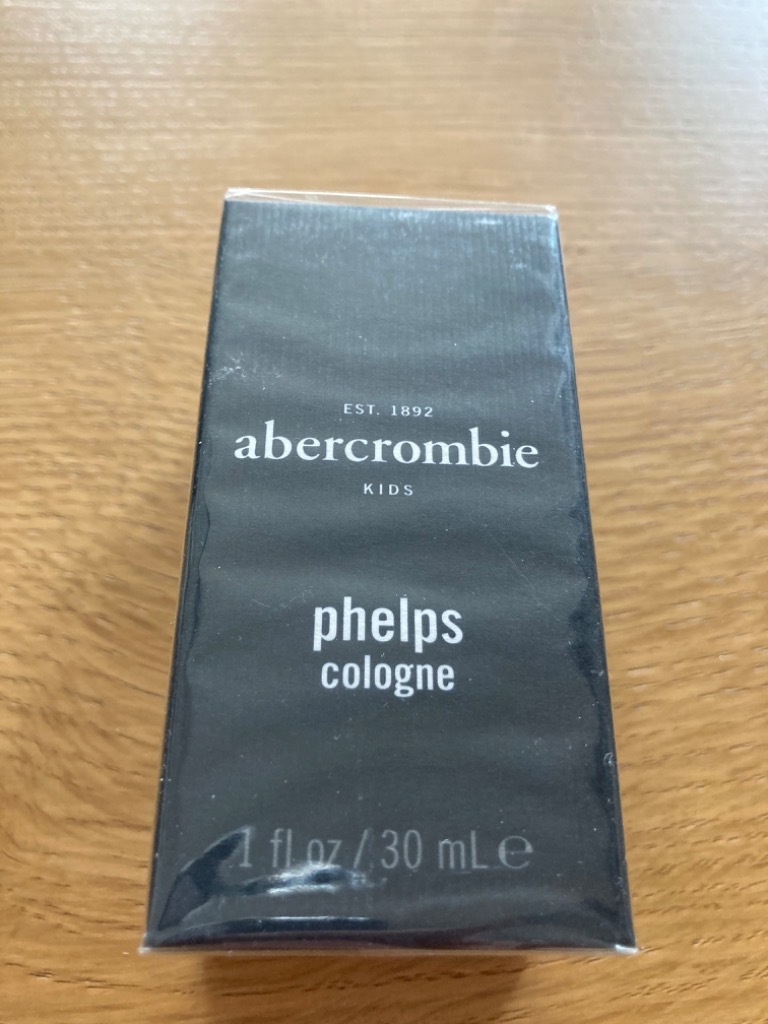 EST. 1892
abercrombie
KIDS
phelps
cologne
1 fl oz / 30 mL ℮